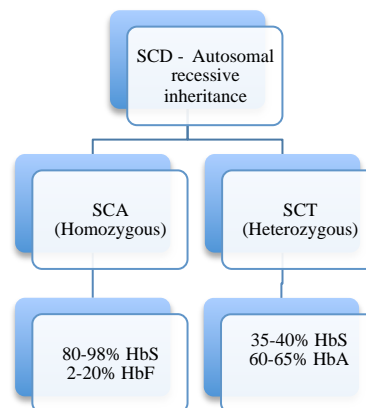 SCD - Autosomal
recessive
inheritance
SCA
(Homozygous)
SCT
(Heterozygous)
80-98% HbS
2-20% HbF
35-40% HbS
60-65% HbA